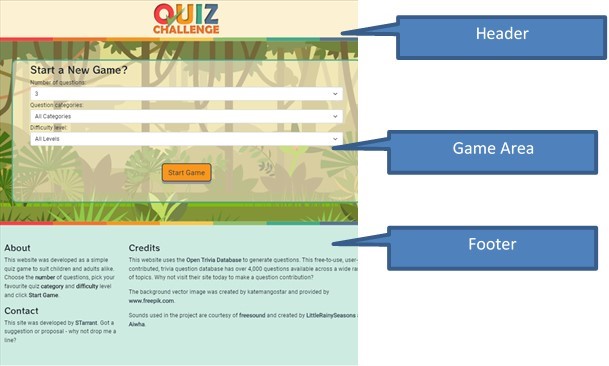 QUIZ
CHALLENGE
Header
Start a New Game?
Number of questions:
3
Question categories:
All Categories
Difficulty level:
All Levels
Game Area
Start Game
Footer
About
This website was developed as a simple
quiz game to suit children and adults alike.
Choose the number of questions, pick your
favourite quiz category and difficulty level
and click Start Game.
Contact
This site was developed by STarrant. Got a
suggestion or proposal - why not drop me a
line?
Credits
This website uses the Open Trivia Database to generate questions. This free-to-use, user-
contributed, trivia question database has over 4,000 questions available across a wide ra
of topics. Why not visit their site today to make a question contribution?
The background vector image was created by katemangostar and provided by
www.freepik.com.
Sounds used in the project are courtesy of freesound and created by LittleRainySeasons